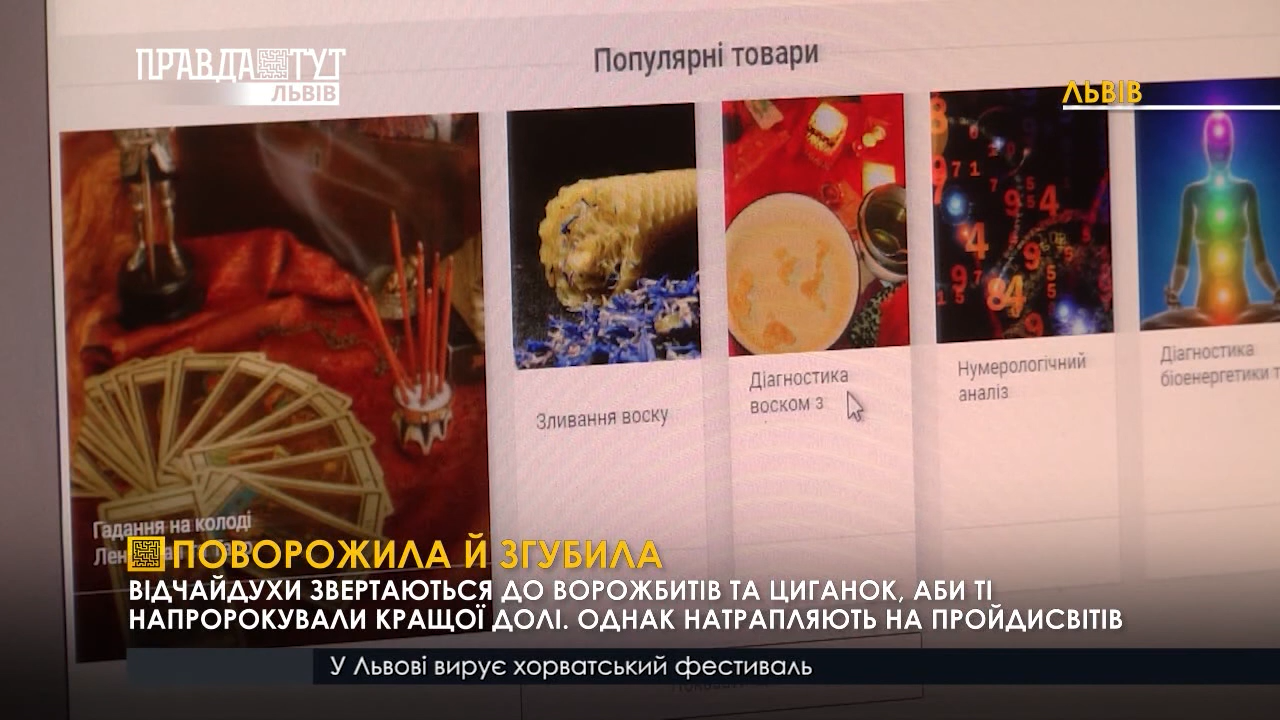 Популярні товари
ПРАВДА ТУТ
ЛЬВІВ
ЛЬВІВ
Діагностика
воском з
Зливання воску
Нумерологічний
аналіз
Діагностика
біоенергетики
Гадання на колоді
ПОВОРОЖИЛА Й ЗГУБИЛА
ВІДЧАЙДУХИ ЗВЕРТАЮТЬСЯ ДО ВОРОЖБИТІВ ТА ЦИГАНОК, АБИ ТІ
НАПРОРОКУВАЛИ КРАЩОЇ ДОЛІ. ОДНАК НАТРАПЛЯЮТЬ НА ПРОЙДИСВІТІВ
У Львові вирує хорватський фестиваль